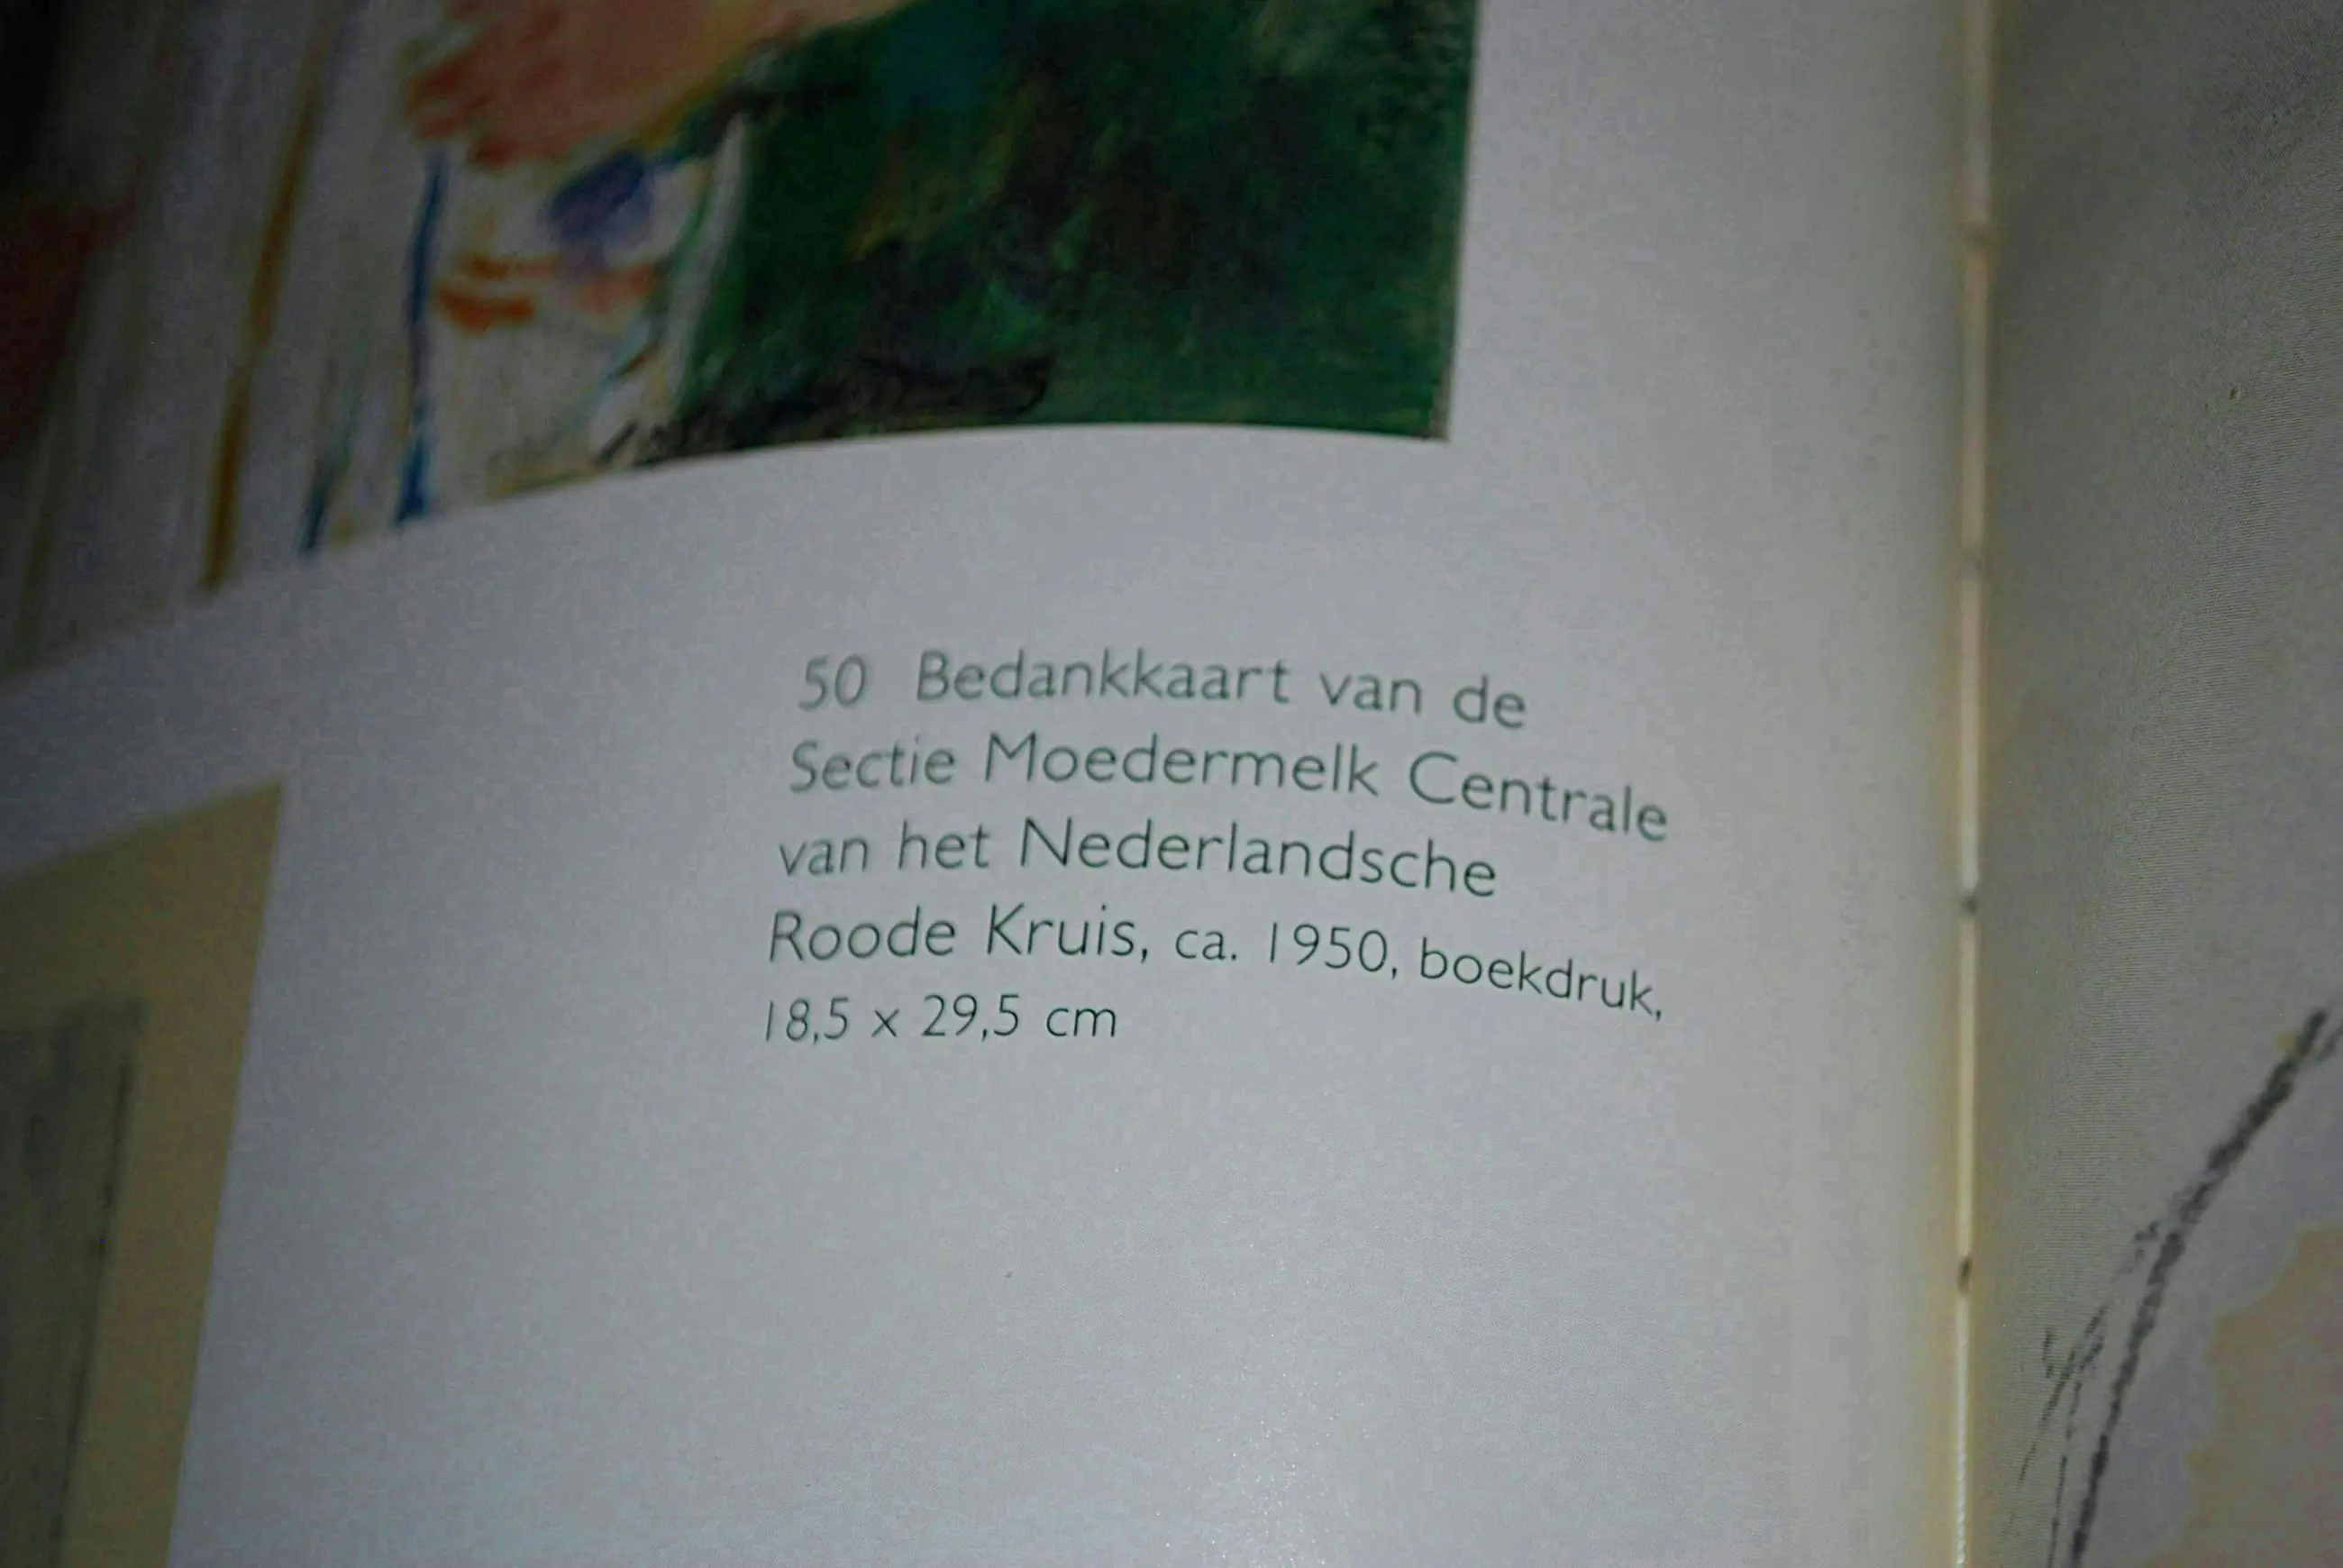 50 Bedankkaart van de
Sectie Moedermelk Centrale
van het Nederlandsche
Roode Kruis, ca. 1950, boekdruk,
18,5 x 29,5 cm